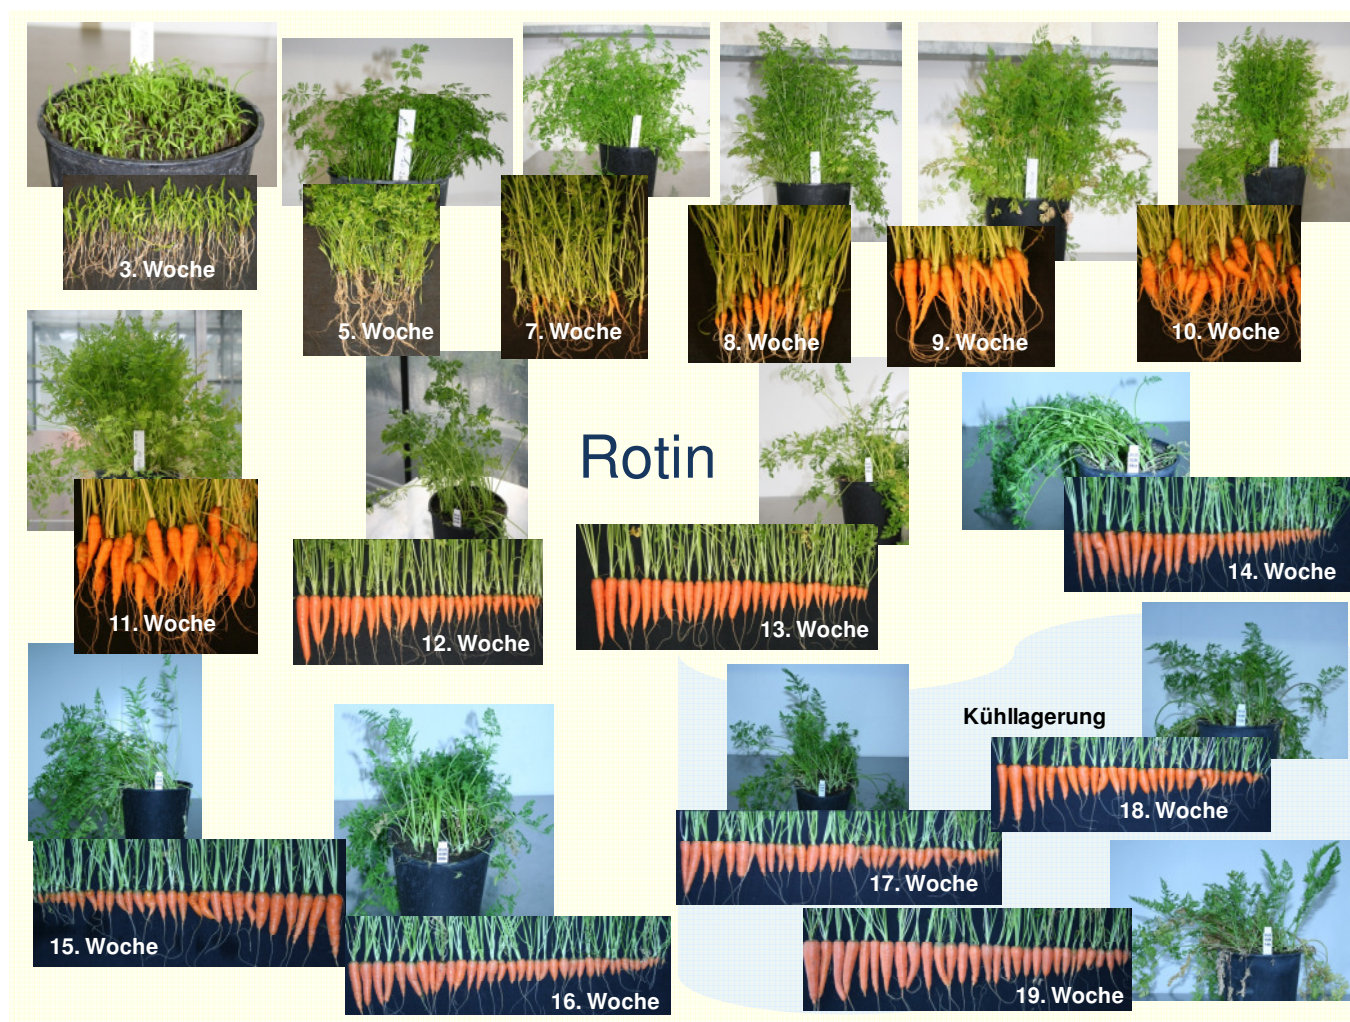 3. Woche
5. Woche
7. Woche
8. Woche
9. Woche
10. Woche
Rotin
11. Woche
12. Woche
13. Woche
14. Woche
Kühllagerung
15. Woche
16. Woche
17. Woche
18. Woche
19. Woche